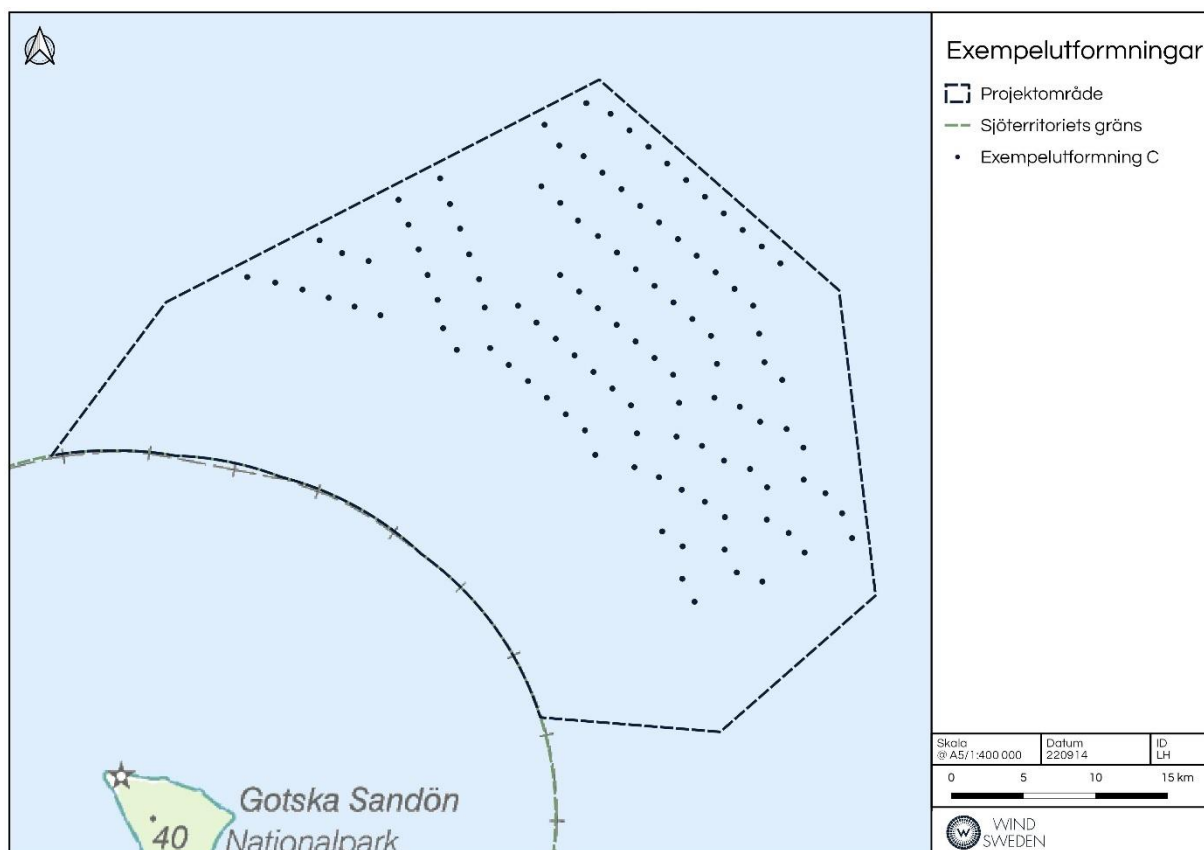 Exempelutformningar
Projektområde
Sjöterritoriets gräns
Exempelutformning C
Gotska Sandön
Nationalpark
40
Skala
@ A5/1:400 000
Datum
220914
ID
LH
0 5 10 15 km
W
WIND
SWEDEN